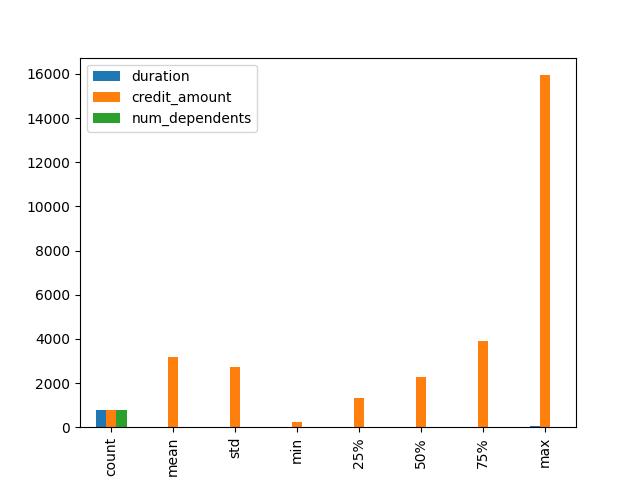 duration
credit_amount
num_dependents
16000
14000
12000
10000
8000
6000
4000
2000
0
count
mean
std
min
25%
50%
75%
max